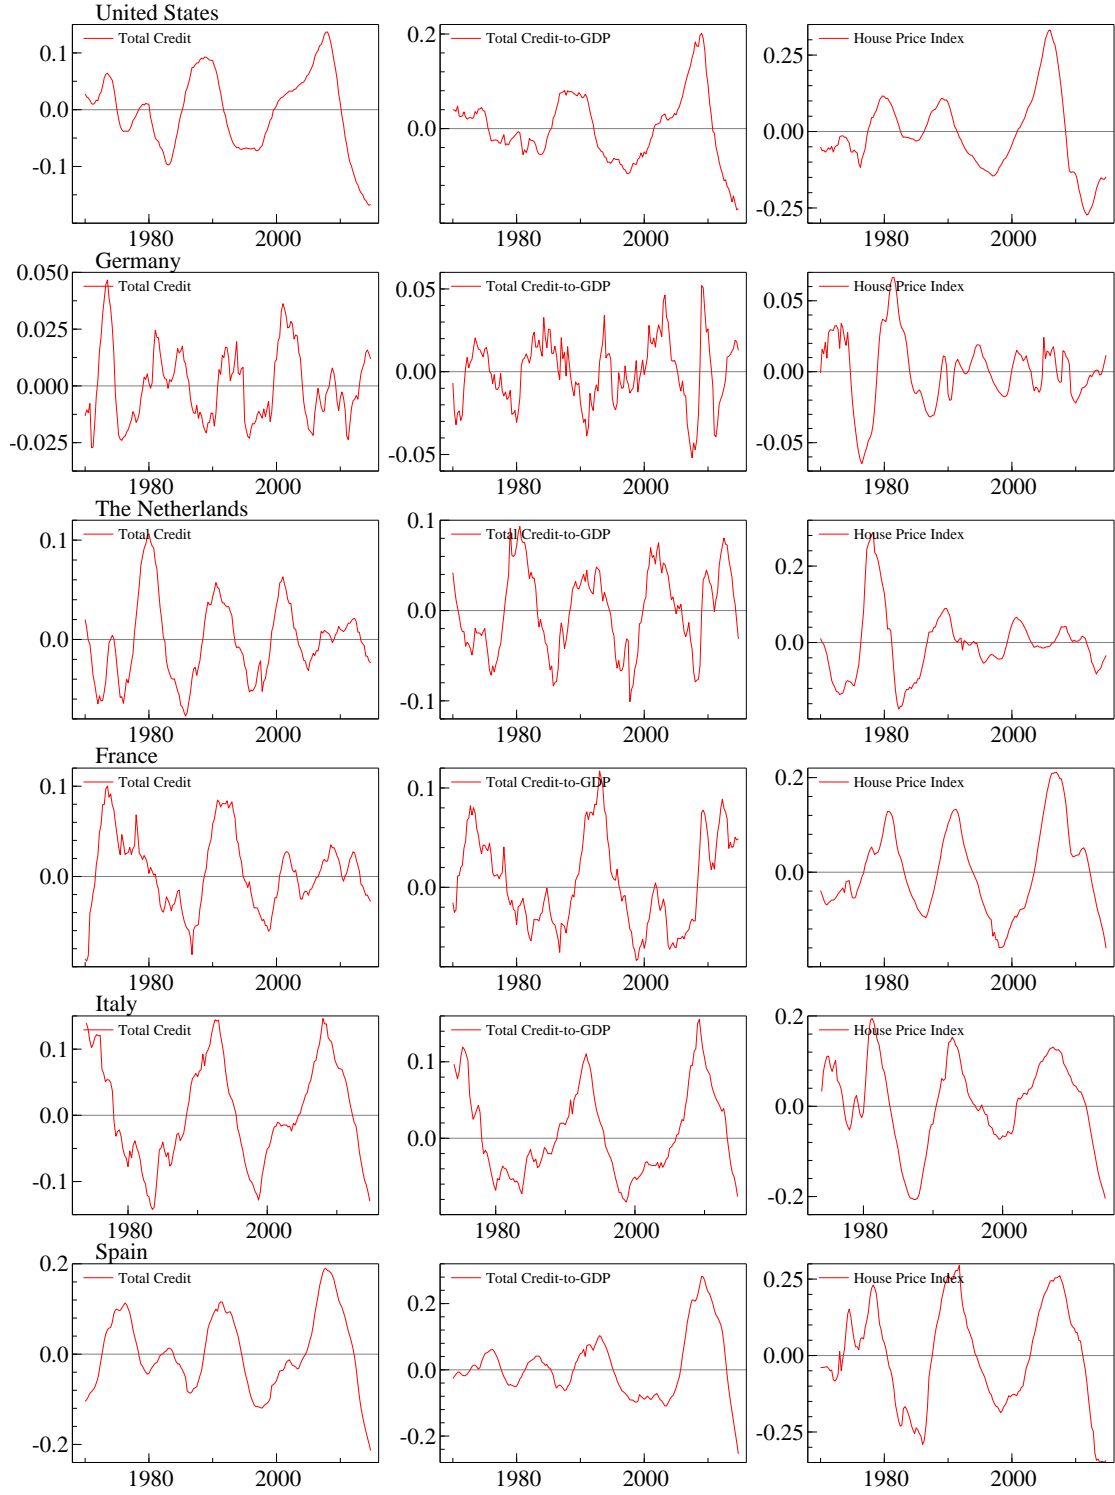 United States
Total Credit Total Credit-to-GDP House Price Index
0.1 0.2 0.25
0.0 0.0 0.00
-0.1 -0.25
1980 2000 1980 2000 1980 2000
Germany
0.050 Total Credit Total Credit-to-GDP House Price Index
0.025 0.05 0.05
0.000 0.00 0.00
-0.025 -0.05 -0.05
1980 2000 1980 2000 1980 2000
The Netherlands
0.1 Total Credit 0.1 Total Credit-to-GDP House Price Index
0.2
0.0 0.0 0.0
-0.1
1980 2000 1980 2000 1980 2000
France
0.1 Total Credit 0.1 Total Credit-to-GDP 0.2 House Price Index
0.0 0.0 0.0
1980 2000 1980 2000 1980 2000
Italy
Total Credit Total Credit-to-GDP 0.2 House Price Index
0.1 0.1
0.0 0.0 0.0
-0.1 -0.2
1980 2000 1980 2000 1980 2000
Spain
0.2 Total Credit Total Credit-to-GDP 0.25 House Price Index
0.2
0.0 0.0 0.00
-0.2 -0.2 -0.25
1980 2000 1980 2000 1980 2000